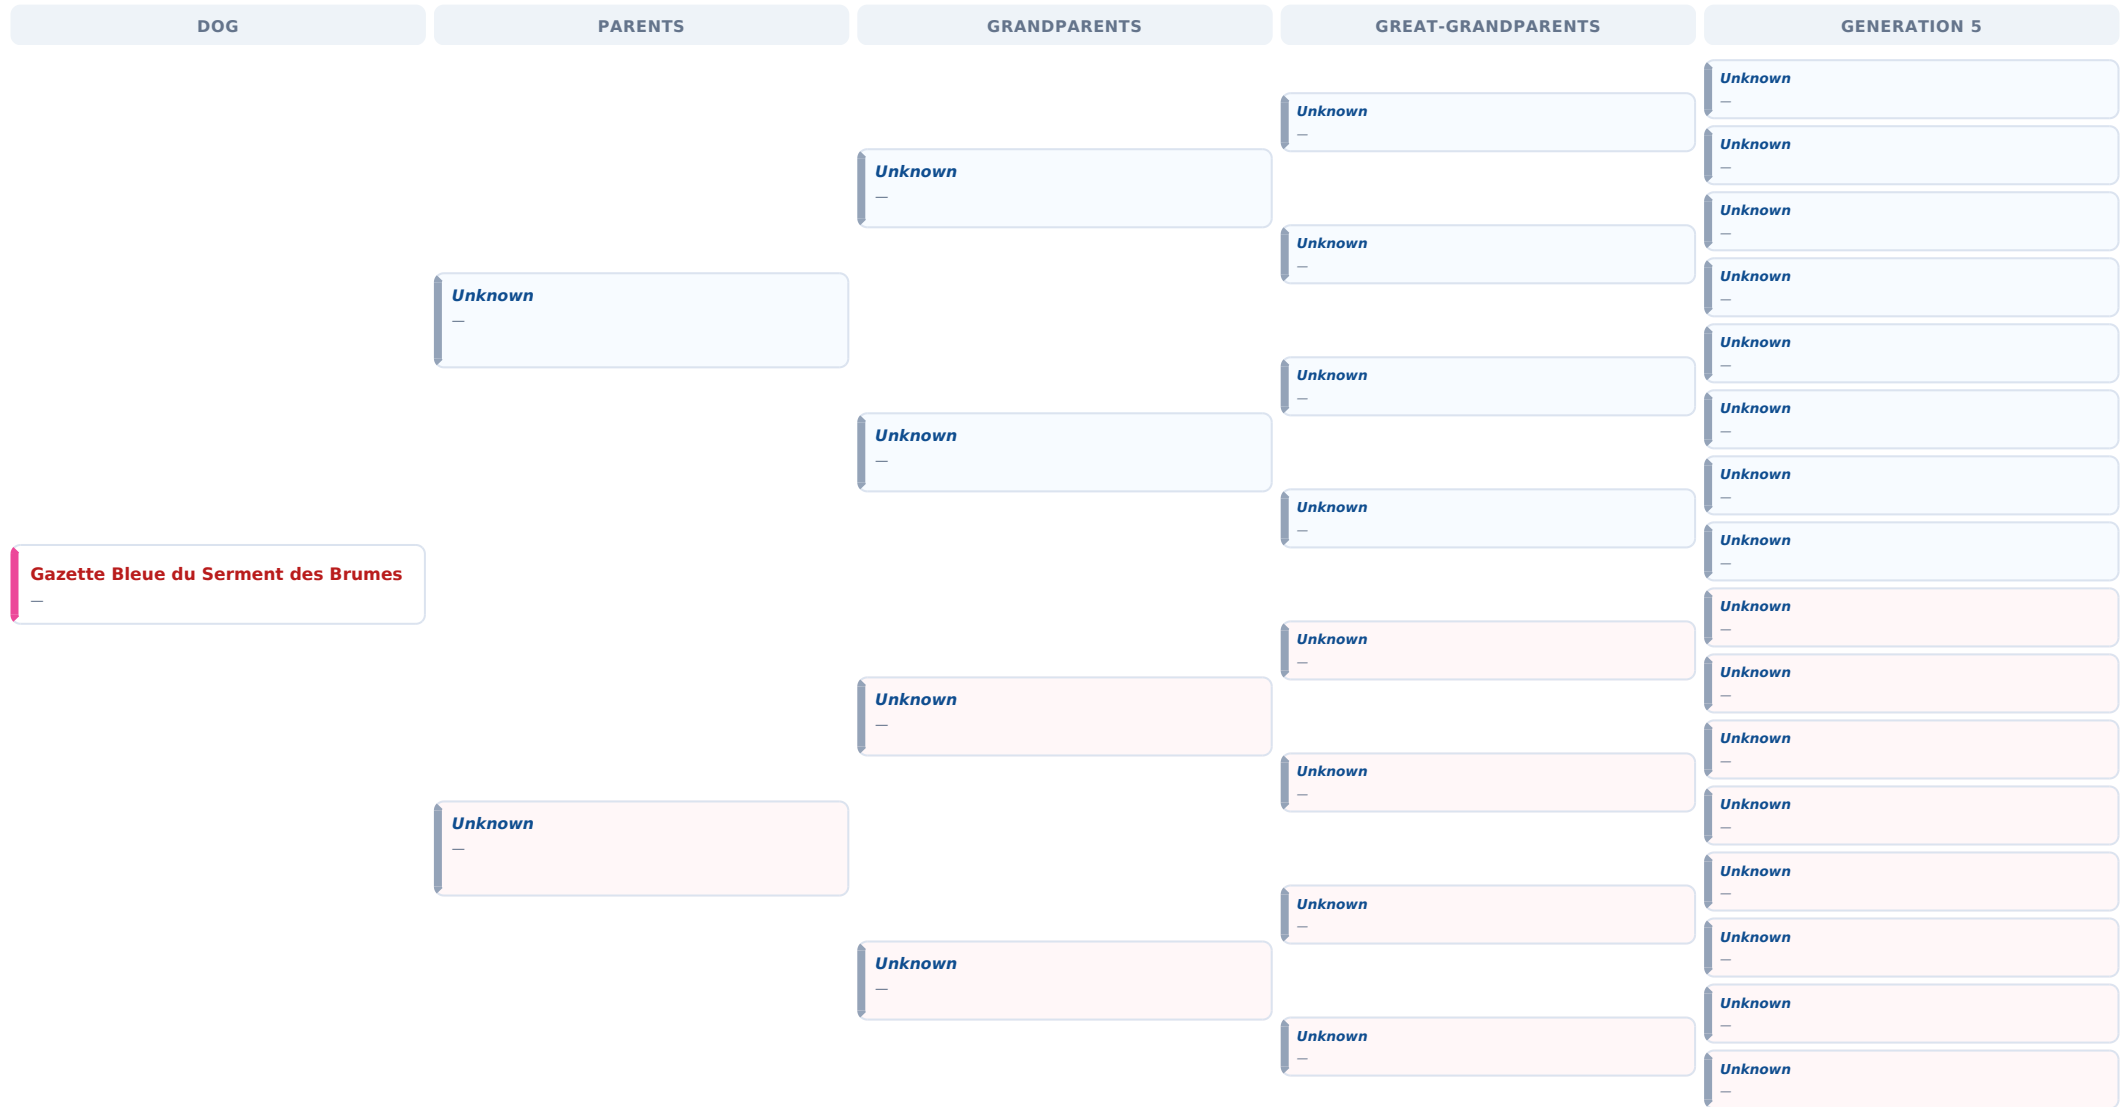 DOG
PARENTS
GRANDPARENTS
GREAT-GRANDPARENTS
GENERATION 5
Gazette Bleue du Serment des Brumes
—
Unknown
—
Unknown
—
Unknown
—
Unknown
—
Unknown
—
Unknown
—
Unknown
—
Unknown
—
Unknown
—
Unknown
—
Unknown
—
Unknown
—
Unknown
—
Unknown
—
Unknown
—
Unknown
—
Unknown
—
Unknown
—
Unknown
—
Unknown
—
Unknown
—
Unknown
—
Unknown
—
Unknown
—
Unknown
—
Unknown
—
Unknown
—
Unknown
—
Unknown
—
Unknown
—